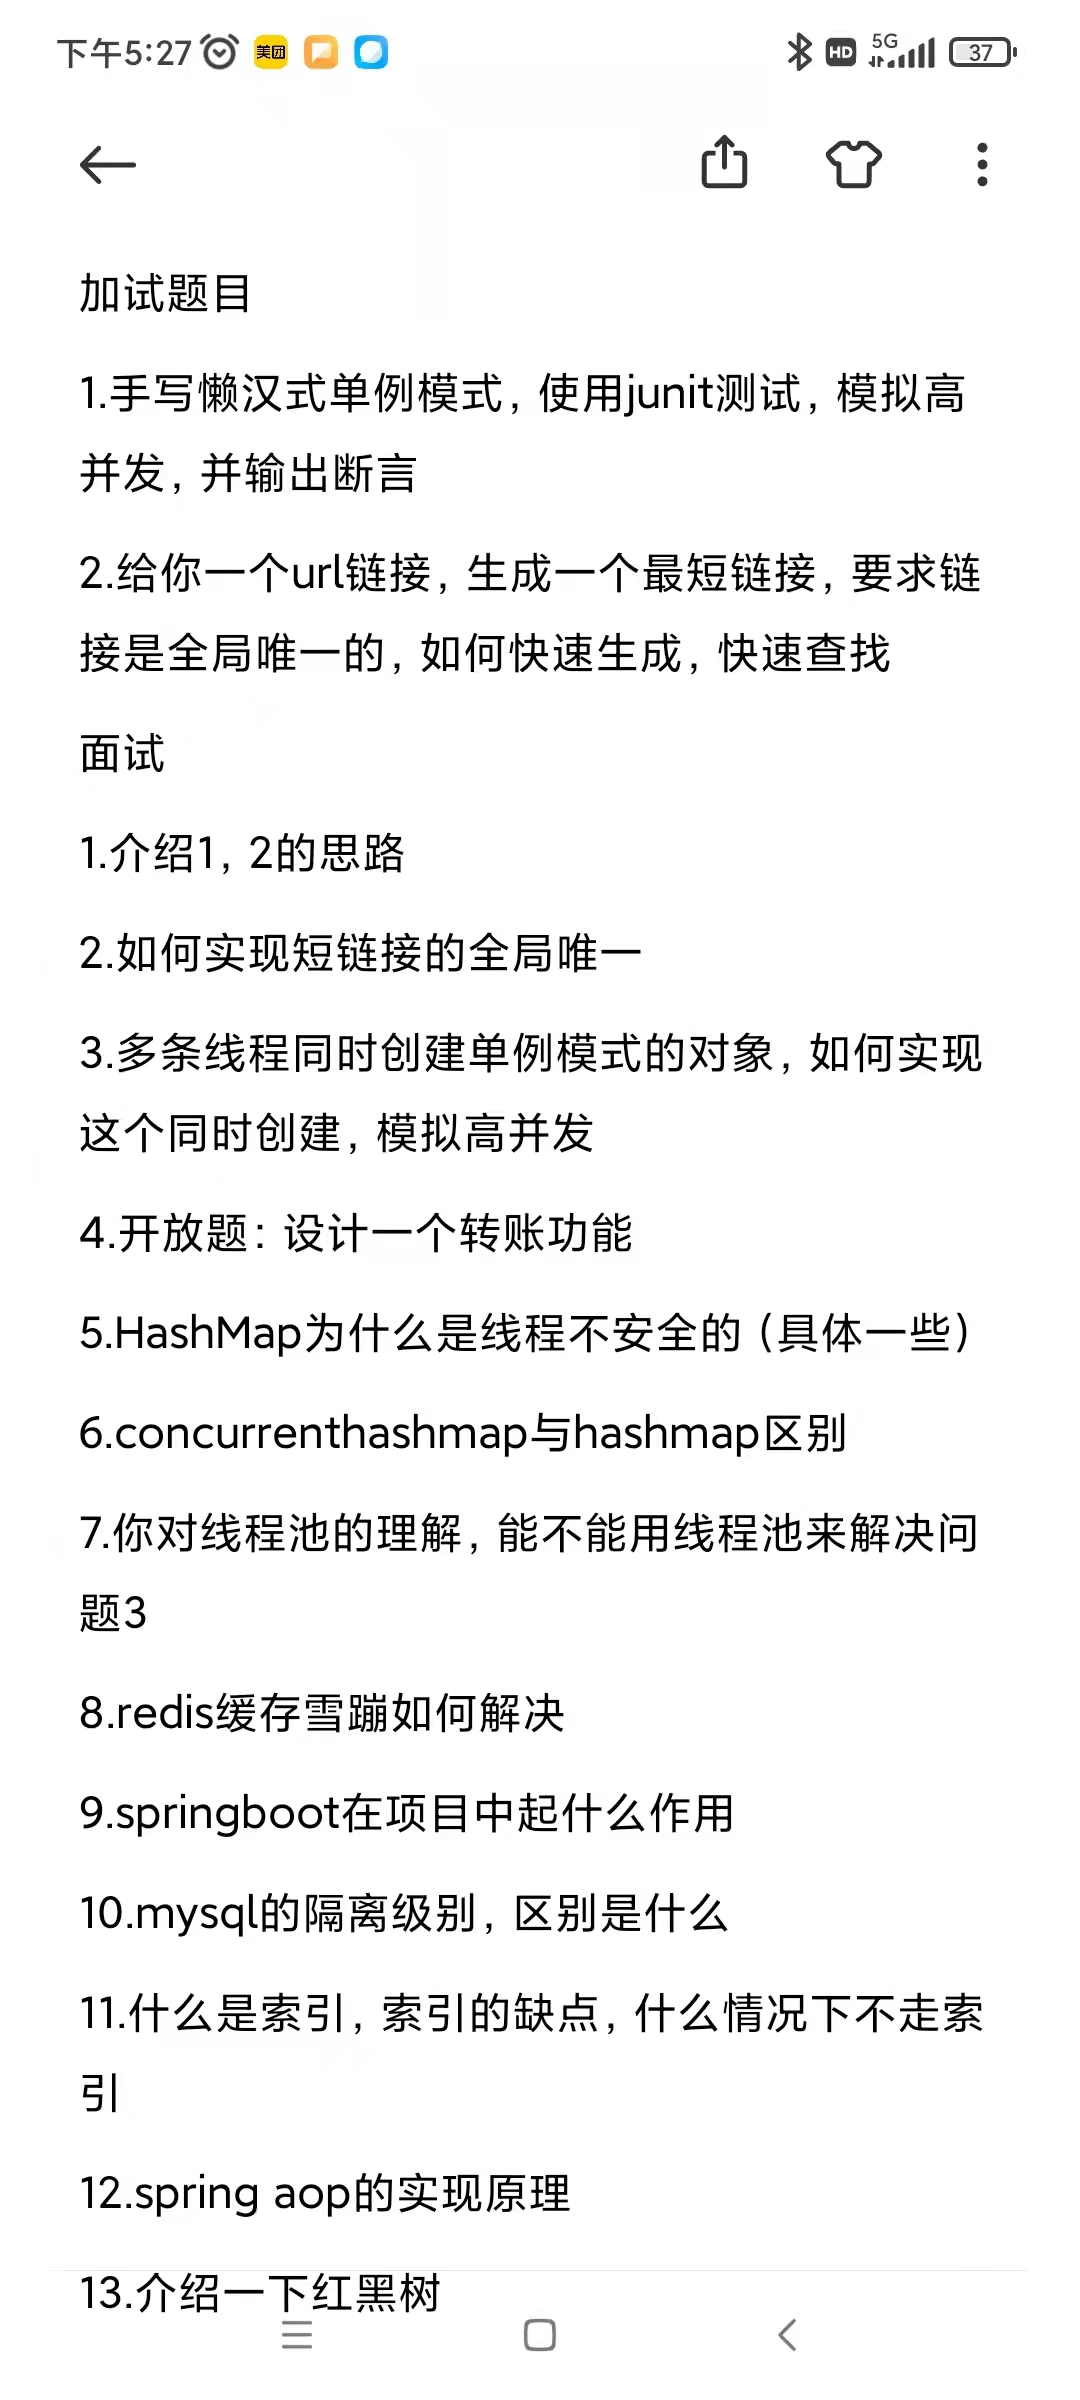 下午5:27 美团 HD 5G 37
加试题目
1.手写懒汉式单例模式，使用junit测试，模拟高
并发，并输出断言
2.给你一个url链接，生成一个最短链接，要求链
接是全局唯一的，如何快速生成，快速查找
面试
1.介绍1，2的思路
2.如何实现短链接的全局唯一
3.多条线程同时创建单例模式的对象，如何实现
这个同时创建，模拟高并发
4.开放题：设计一个转账功能
5.HashMap为什么是线程不安全的（具体一些）
6.concurrenthashmap与hashmap区别
7.你对线程池的理解，能不能用线程池来解决问
题3
8.redis缓存雪蹦如何解决
9.springboot在项目中起什么作用
10.mysql的隔离级别，区别是什么
11.什么是索引，索引的缺点，什么情况下不走索
引
12.spring aop的实现原理
13.介绍一下红黑树